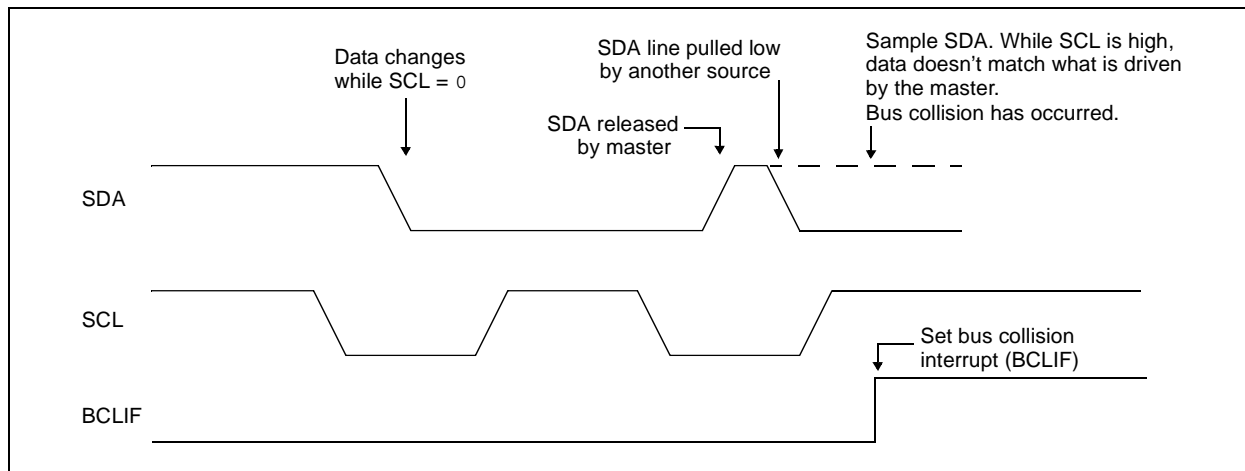 Data changes
while SCL = 0
SDA line pulled low
by another source
Sample SDA. While SCL is high,
data doesn't match what is driven
by the master.
Bus collision has occurred.
SDA released
by master
SDA
SCL
Set bus collision
interrupt (BCLIF)
BCLIF